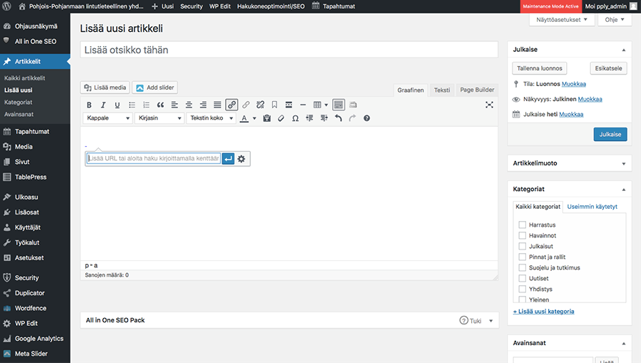 Pohjois-Pohjanmaan lintutieteellinen yhd...
0
+ Uusi
Security
WP Edit
Hakukoneoptimointi/SEO
Tapahtumat
Maintenance Mode Active
Moi pply_admin
Ohjausnäkymä
All in One SEO
Artikkelit
Kaikki artikkelit
Lisää uusi
Kategoriat
Avainsanat
Tapahtumat
Media
Sivut
TablePress
Ulkoasu
Lisäosat
Käyttäjät
Työkalut
Asetukset
Security
Duplicator
Wordfence
WP Edit
Google Analytics
Meta Slider
Näyttöasetukset
Ohje
Lisää uusi artikkeli
Lisää otsikko tähän
Lisää media
Add slider
Graafinen
Teksti
Page Builder
Kappale
Kirjasin
Tekstin koko
Lisää URL tai aloita haku kirjoittamalla kenttään
p » a
Sanojen määrä: 0
All in One SEO Pack
Tuki
Julkaise
Tallenna luonnos
Esikatsele
Tila: Luonnos Muokkaa
Näkyvyys: Julkinen Muokkaa
Julkaise heti Muokkaa
Julkaise
Artikkelimuoto
Kategoriat
Kaikki kategoriat
Useimmin käytetyt
Harrastus
Havainnot
Julkaisut
Pinnat ja rallit
Suojelu ja tutkimus
Uutiset
Yhdistys
Yleinen
+ Lisää uusi kategoria
Avainsanat
Lisää